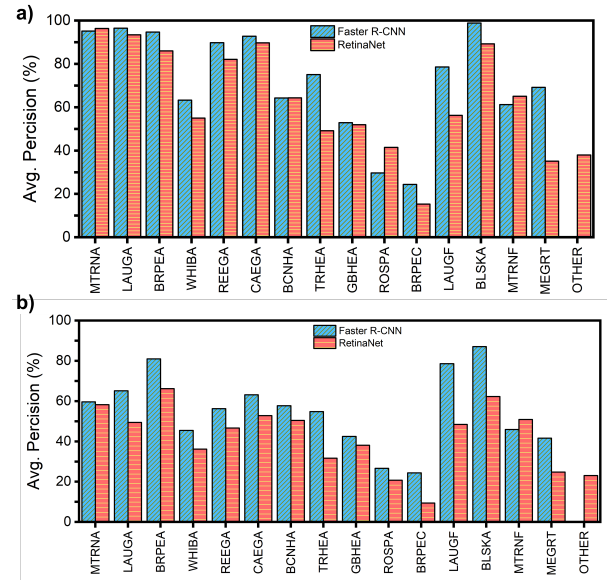 a)
Avg. Percision (%)
100
80
60
40
20
0
Faster R-CNN
RetinaNet
MTRNA LAUGA BRPEA WHIBA REEGA CAEGA BCNHA TRHEA GBHEA ROSPA BRPEC LAUGF BLSKA MTRNF MEGRT OTHER
b)
Avg. Percision (%)
100
80
60
40
20
0
Faster R-CNN
RetinaNet
MTRNA LAUGA BRPEA WHIBA REEGA CAEGA BCNHA TRHEA GBHEA ROSPA BRPEC LAUGF BLSKA MTRNF MEGRT OTHER